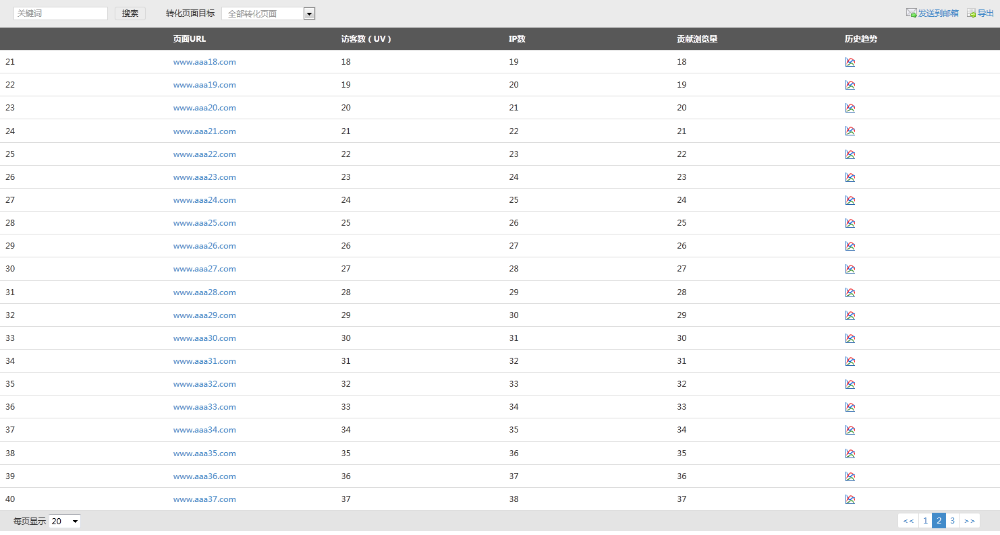 关键词 搜索 转化页面目标 全部转化页面 发送到邮箱 导出
页面URL 访客数（UV） IP数 贡献浏览量 历史趋势
21 www.aaa18.com 18 19 18
22 www.aaa19.com 19 20 19
23 www.aaa20.com 20 21 20
24 www.aaa21.com 21 22 21
25 www.aaa22.com 22 23 22
26 www.aaa23.com 23 24 23
27 www.aaa24.com 24 25 24
28 www.aaa25.com 25 26 25
29 www.aaa26.com 26 27 26
30 www.aaa27.com 27 28 27
31 www.aaa28.com 28 29 28
32 www.aaa29.com 29 30 29
33 www.aaa30.com 30 31 30
34 www.aaa31.com 31 32 31
35 www.aaa32.com 32 33 32
36 www.aaa33.com 33 34 33
37 www.aaa34.com 34 35 34
38 www.aaa35.com 35 36 35
39 www.aaa36.com 36 37 36
40 www.aaa37.com 37 38 37
每页显示 20 << 1 2 3 >>